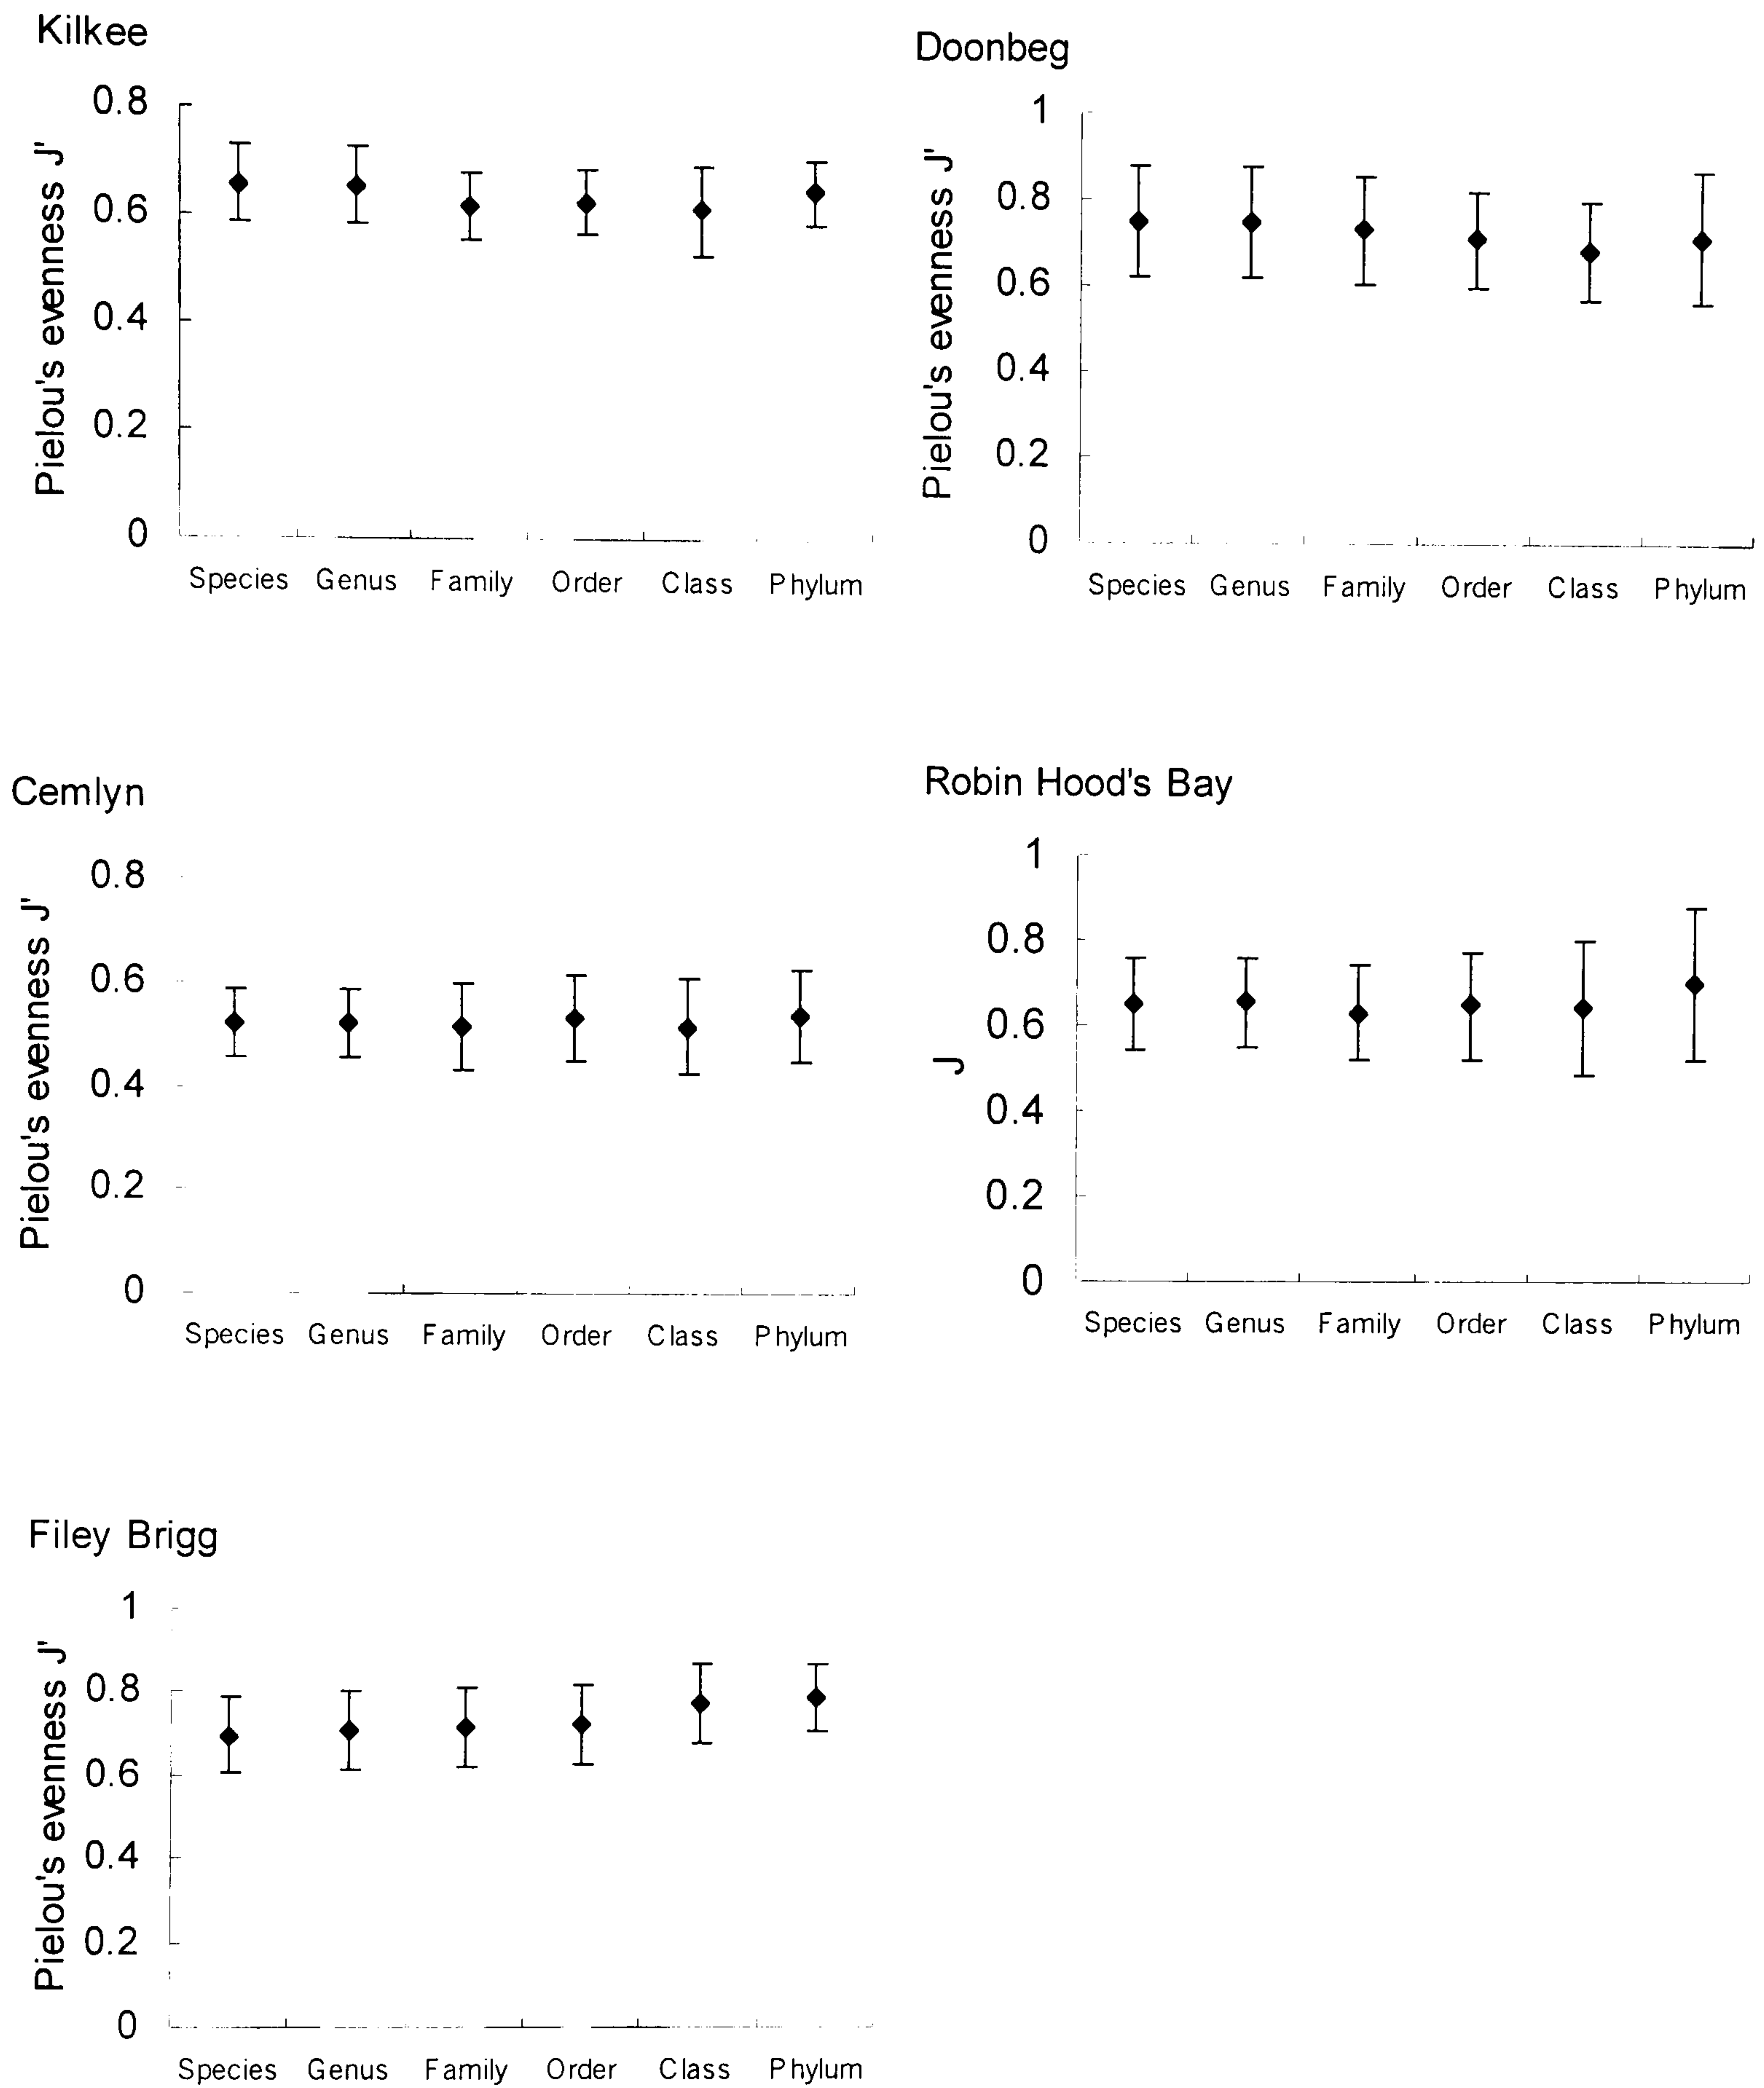 Kilkee
Pielou's evenness J'
0.8
0.6
0.4
0.2
0
Species Genus Family Order Class Phylum
Doonbeg
Pielou's evenness J'
1
0.8
0.6
0.4
0.2
0
Species Genus Family Order Class Phylum
Cemlyn
Pielou's evenness J'
0.8
0.6
0.4
0.2
0
Species Genus Family Order Class Phylum
Robin Hood's Bay
J
1
0.8
0.6
0.4
0.2
0
Species Genus Family Order Class Phylum
Filey Brigg
Pielou's evenness J'
1
0.8
0.6
0.4
0.2
0
Species Genus Family Order Class Phylum